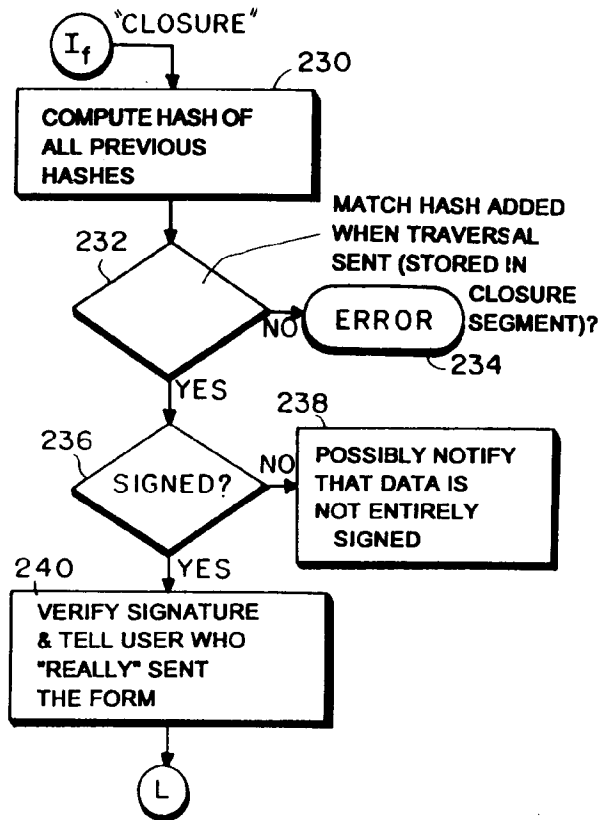 "CLOSURE"
If
230
COMPUTE HASH OF
ALL PREVIOUS
HASHES
232
MATCH HASH ADDED
WHEN TRAVERSAL
SENT (STORED IN
CLOSURE
SEGMENT)?
NO
ERROR
234
YES
236
SIGNED?
NO
238
POSSIBLY NOTIFY
THAT DATA IS
NOT ENTIRELY
SIGNED
YES
240
VERIFY SIGNATURE
& TELL USER WHO
"REALLY" SENT
THE FORM
L